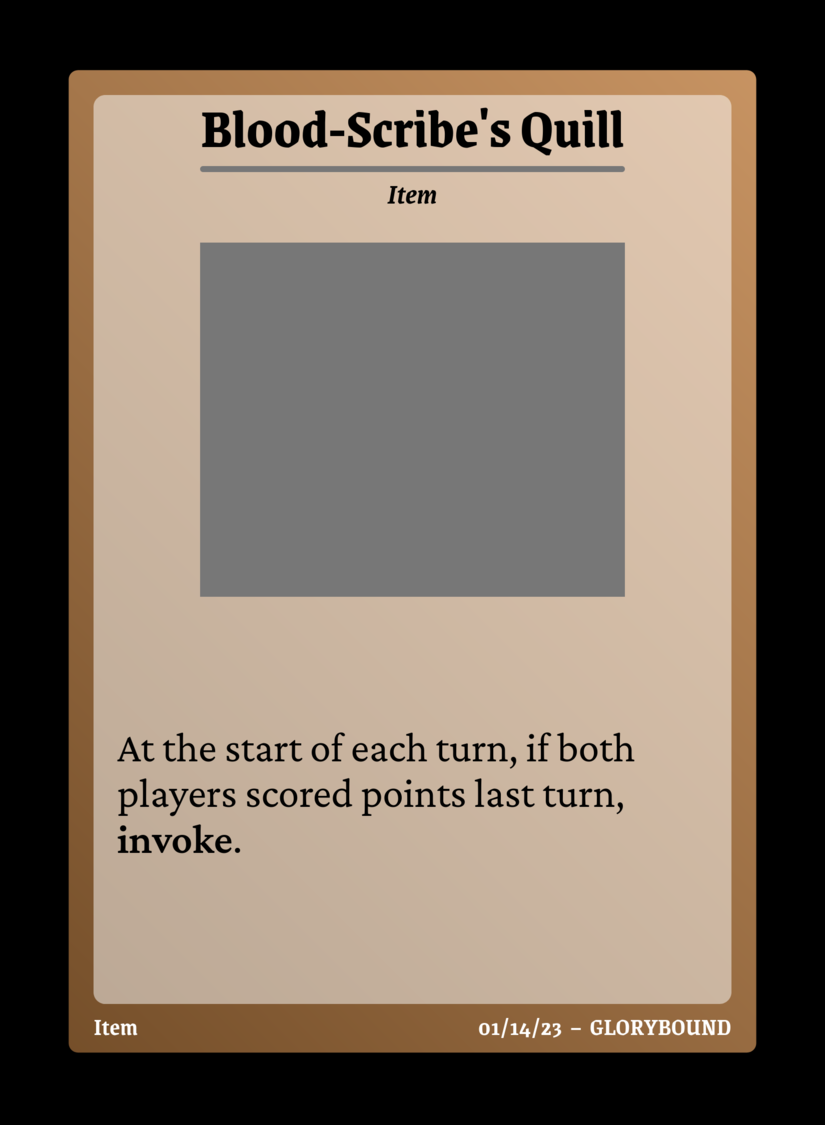 Blood-Scribe's Quill
Item
At the start of each turn, if both
players scored points last turn,
invoke.
Item
01/14/23 – GLORYBOUND